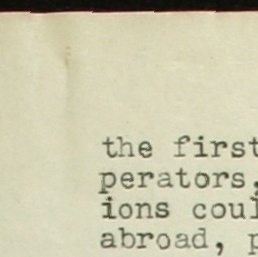 the first
perators,
ions coul
abroad, p